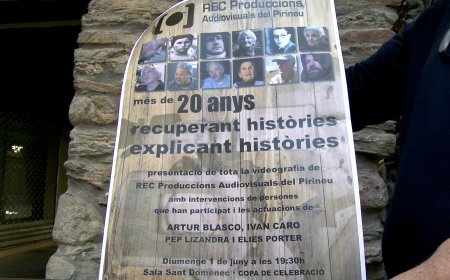 REC Produccions
Audiovisuals del Pirineu
més de 20 anys
recuperant històries
explicant històries
presentació de tota la videografia de
REC Produccions Audiovisuals del Pirineu
amb intervencions de persones
que han participat i les actuacions de
ARTUR BLASCO, IVAN CARO
PEP LIZANDRA I ELIES PORTER
Diumenge 1 de juny a les 19:30h
Sala Sant Domènec · COPA DE CELEBRACIÓ